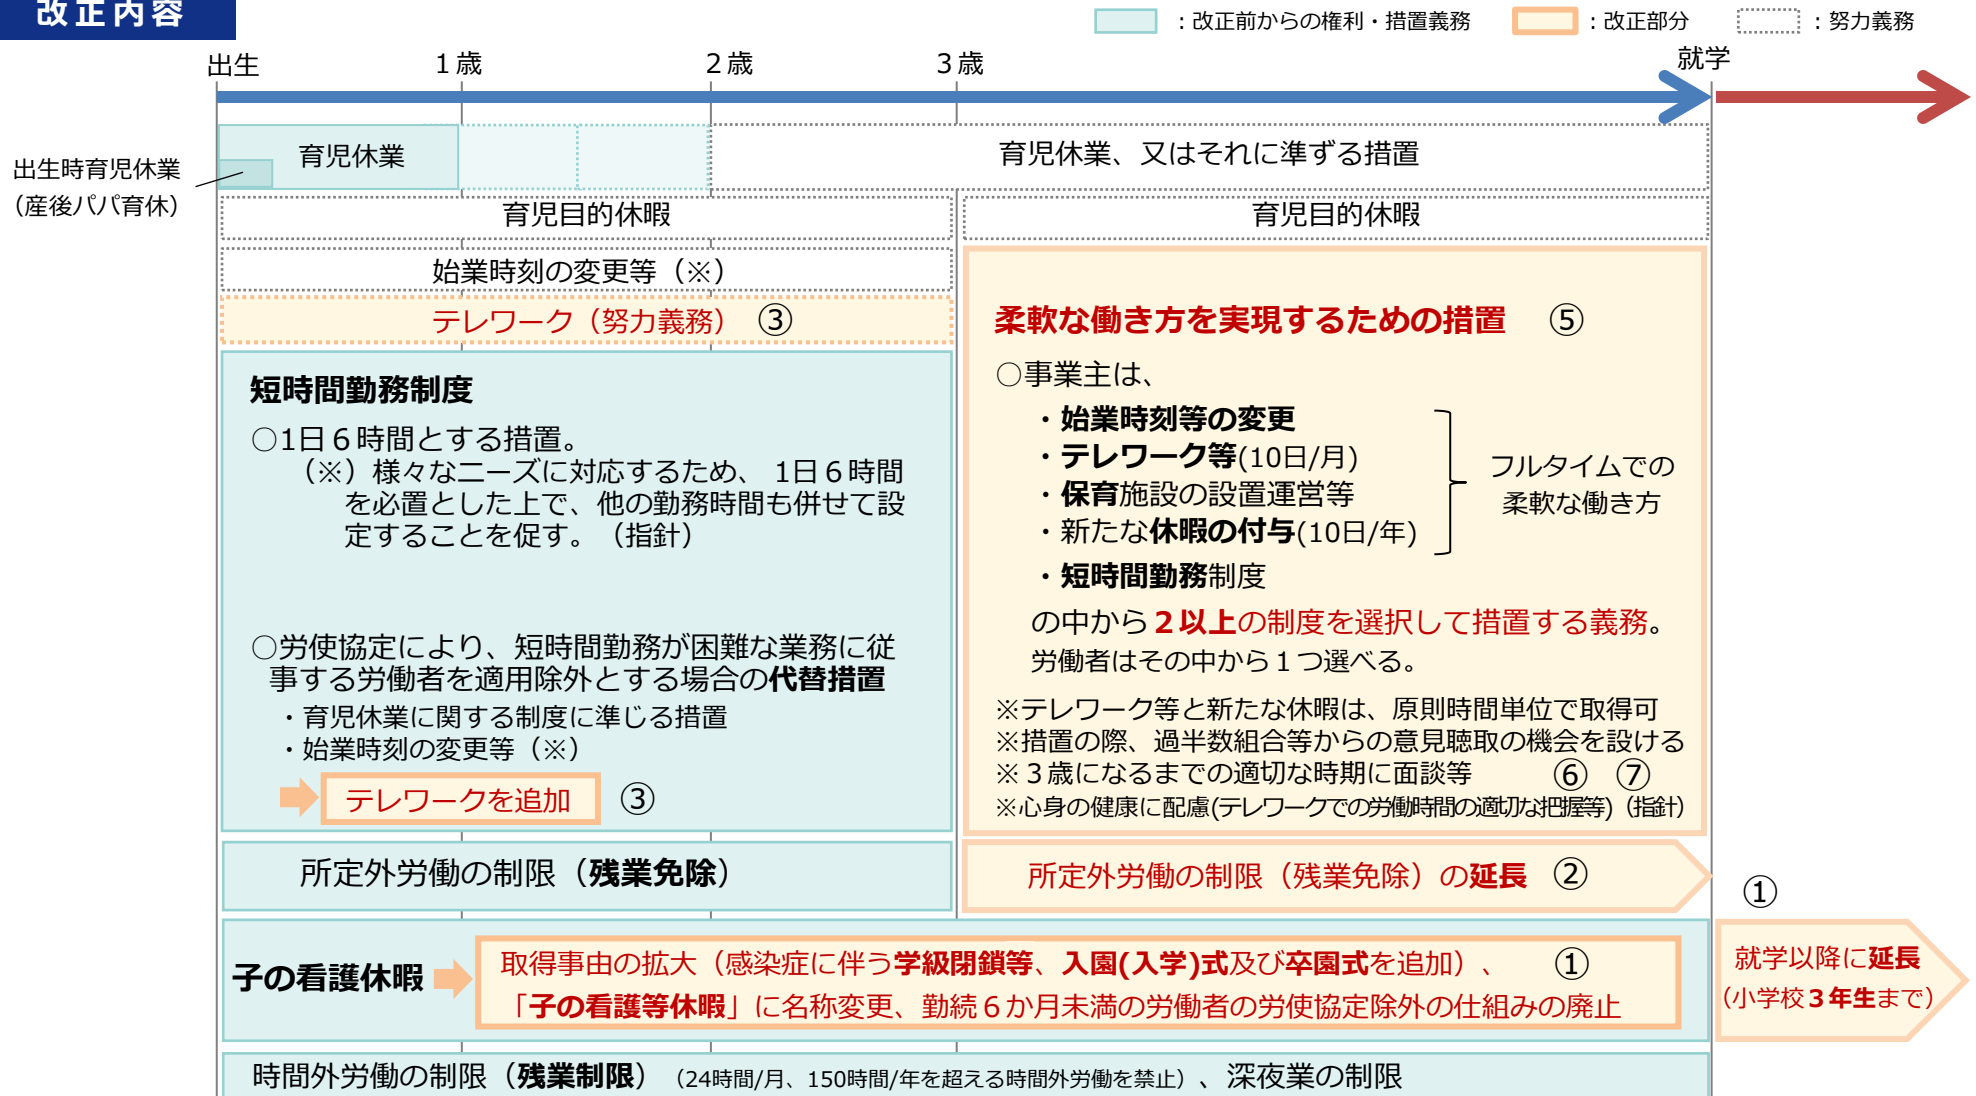 改正内容
：改正前からの権利・措置義務
：改正部分
：努力義務
出生
１歳
２歳
３歳
就学
出生時育児休業
（産後パパ育休）
育児休業
育児休業、又はそれに準ずる措置
育児目的休暇
育児目的休暇
始業時刻の変更等（※）
テレワーク（努力義務） ③
短時間勤務制度
○1日６時間とする措置。
（※）様々なニーズに対応するため、 1日６時間
を必置とした上で、他の勤務時間も併せて設
定することを促す。（指針）
○労使協定により、短時間勤務が困難な業務に従
事する労働者を適用除外とする場合の代替措置
・育児休業に関する制度に準じる措置
・始業時刻の変更等（※）
テレワークを追加 ③
柔軟な働き方を実現するための措置 ⑤
○事業主は、
・始業時刻等の変更
・テレワーク等(10日/月)
・保育施設の設置運営等
・新たな休暇の付与(10日/年)
フルタイムでの
柔軟な働き方
・短時間勤務制度
の中から２以上の制度を選択して措置する義務。
労働者はその中から１つ選べる。
※テレワーク等と新たな休暇は、原則時間単位で取得可
※措置の際、過半数組合等からの意見聴取の機会を設ける
※３歳になるまでの適切な時期に面談等 ⑥ ⑦
※心身の健康に配慮(テレワークでの労働時間の適切な把握等)（指針）
所定外労働の制限（残業免除）
所定外労働の制限（残業免除）の延長 ②
子の看護休暇
取得事由の拡大（感染症に伴う学級閉鎖等、入園(入学)式及び卒園式を追加）、 ①
「子の看護等休暇」に名称変更、勤続６か月未満の労働者の労使協定除外の仕組みの廃止
①
就学以降に延長
（小学校３年生まで）
時間外労働の制限（残業制限）（24時間/月、150時間/年を超える時間外労働を禁止）、深夜業の制限